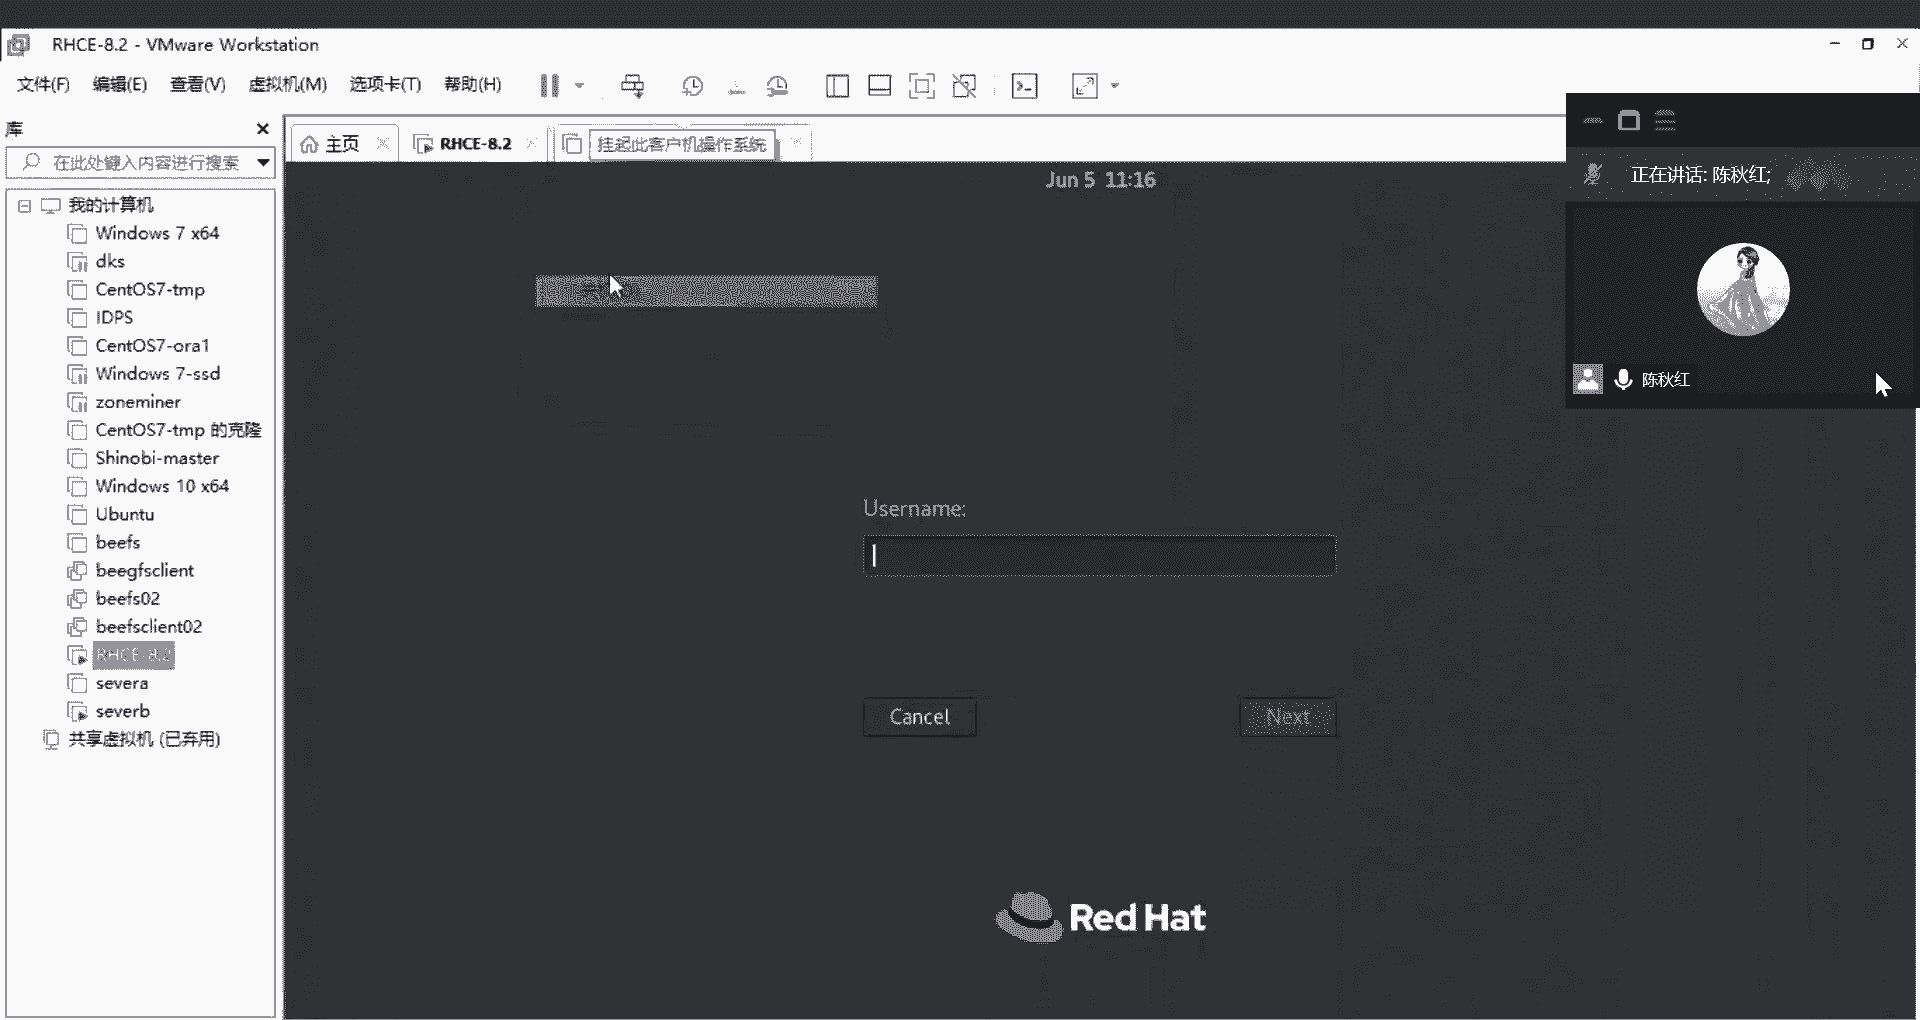 RHCE-8.2 - VMware Workstation
文件(F) 编辑(E) 查看(V) 虚拟机(M) 选项卡(T) 帮助(H)
库
在此处键入内容进行搜索
主页
RHCE-8.2
挂起此客户机操作系统
我的计算机
Windows 7 x64
dks
CentOS7-tmp
IDPS
CentOS7-ora1
Windows 7-ssd
zoneminer
CentOS7-tmp 的克隆
Shinobi-master
Windows 10 x64
Ubuntu
beefs
beegfsclient
beefs02
beefsclient02
RHCE-8.2
severa
severb
共享虚拟机 (已弃用)
Jun 5 11:16
Username:
Cancel
Next
Red Hat
正在讲话: 陈秋红;
陈秋红